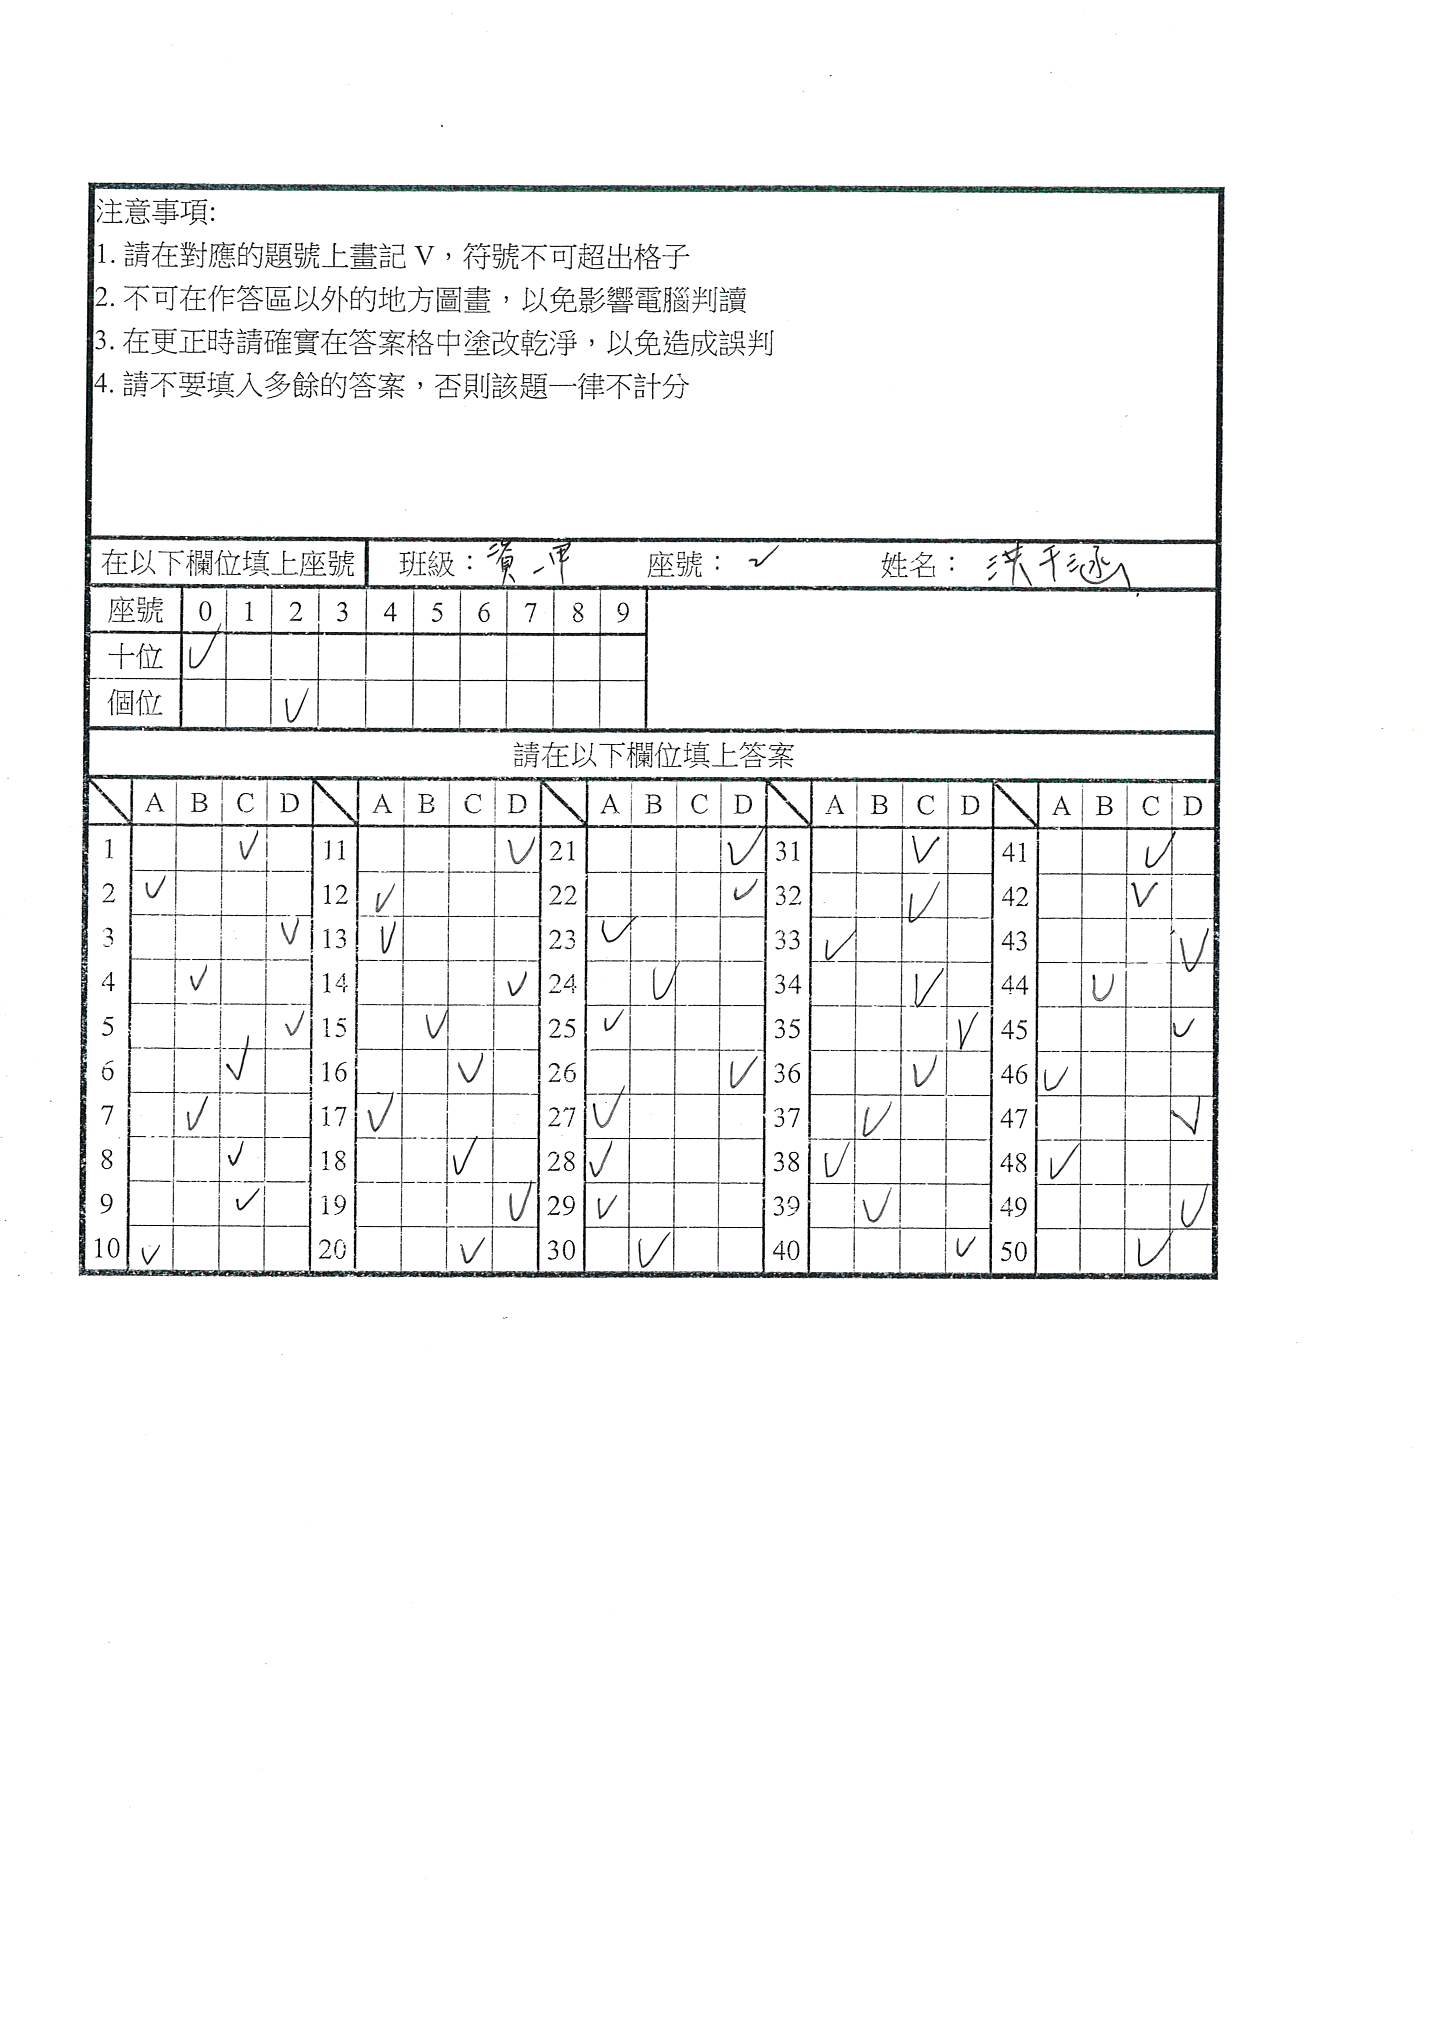 注意事項:
1. 請在對應的題號上畫記 V，符號不可超出格子
2. 不可在作答區以外的地方圖畫，以免影響電腦判讀
3. 在更正時請確實在答案格中塗改乾淨，以免造成誤判
4. 請不要填入多餘的答案，否則該題一律不計分
在以下欄位填上座號 班級：資一甲 座號：2 姓名：洪千涵
座號 0 1 2 3 4 5 6 7 8 9
十位 V
個位 V
請在以下欄位填上答案
A B C D A B C D A B C D A B C D A B C D
1 V 11 V 21 V 31 V 41 V
2 V 12 V 22 V 32 V 42 V
3 V 13 V 23 V 33 V 43 V
4 V 14 V 24 V 34 V 44 V
5 V 15 V 25 V 35 V 45 V
6 V 16 V 26 V 36 V 46 V
7 V 17 V 27 V 37 V 47 V
8 V 18 V 28 V 38 V 48 V
9 V 19 V 29 V 39 V 49 V
10 V 20 V 30 V 40 V 50 V